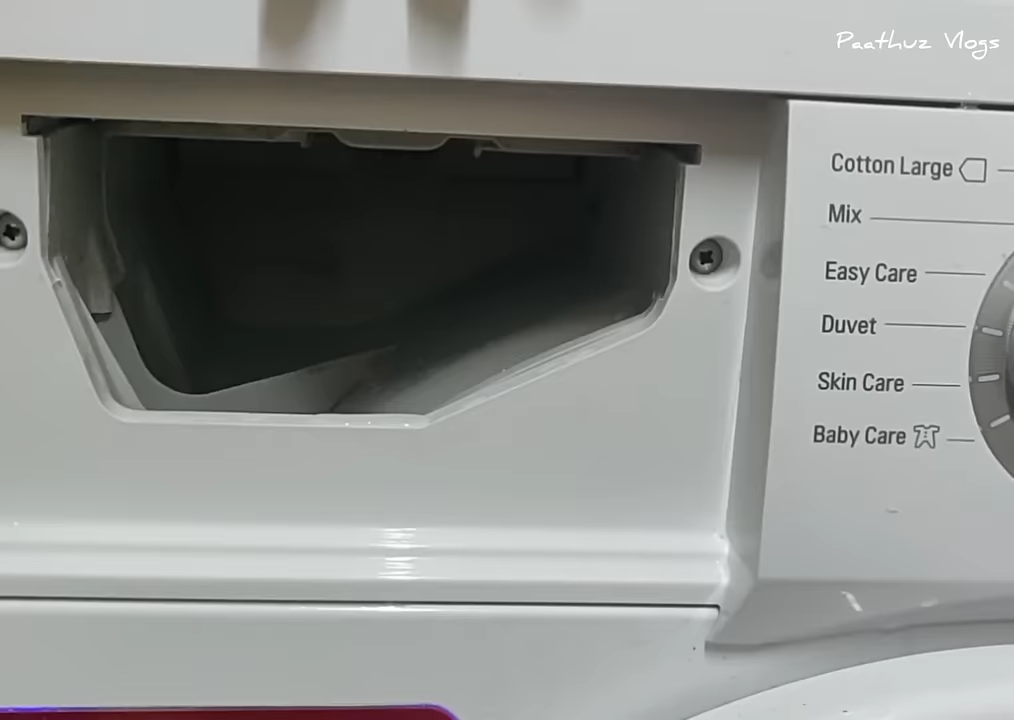 Paathuz Vlogs
Cotton Large
Mix
Easy Care
Duvet
Skin Care
Baby Care